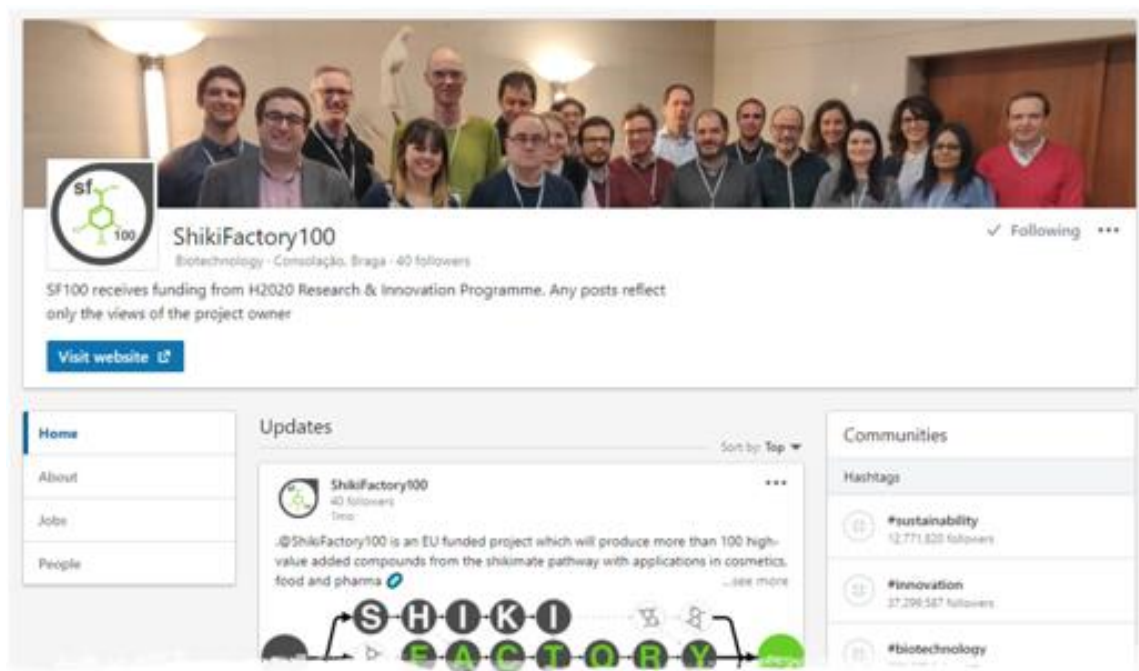 sf
100
ShikiFactory100
Biotechnology · Consolação, Braga · 40 followers
✓ Following •••
SF100 receives funding from H2020 Research & Innovation Programme. Any posts reflect
only the views of the project owner
Visit website
Home
About
Jobs
People
Updates
Sort by: Top
ShikiFactory100
40 followers
1mo
.@ShikiFactory100 is an EU funded project which will produce more than 100 high-
value added compounds from the shikimate pathway with applications in cosmetics,
food and pharma
...see more
SHIKI
FACTORY
Communities
Hashtags
#sustainability
12,771,820 followers
#innovation
37,299,587 followers
#biotechnology